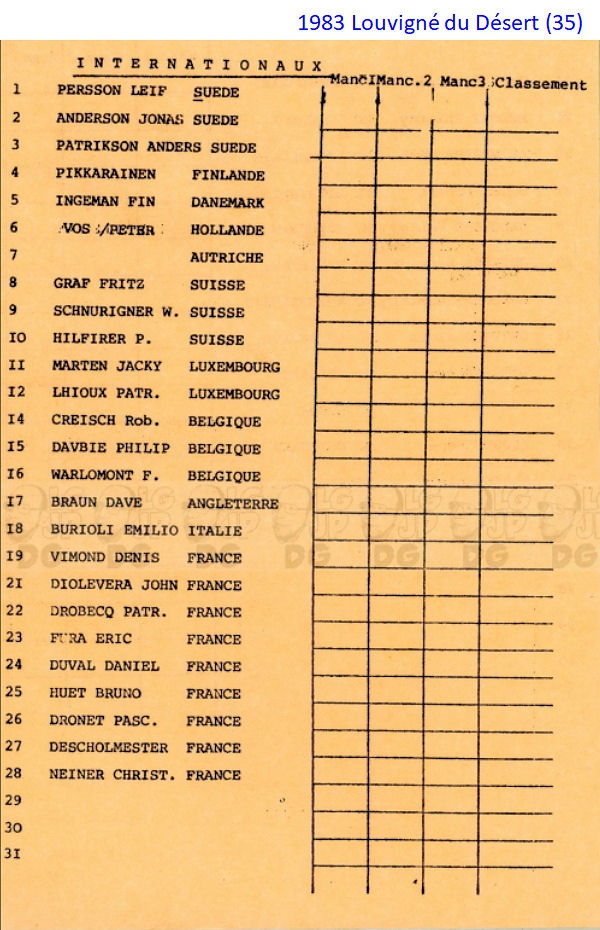 1983 Louvigné du Désert (35)
INTERNATIONAUX
Manc.2 Manc3 Classement
1 PERSSON LEIF SUEDE
2 ANDERSON JONAS SUEDE
3 PATRIKSON ANDERS SUEDE
4 PIKKARAINEN FINLANDE
5 INGEMAN FIN DANEMARK
6 VOS PETER HOLLANDE
7 AUTRICHE
8 GRAF FRITZ SUISSE
9 SCHNURIGNER W. SUISSE
IO HILFIRER P. SUISSE
II MARTEN JACKY LUXEMBOURG
I2 LHIOUX PATR. LUXEMBOURG
I4 CREISCH Rob. BELGIQUE
I5 DAVBIE PHILIP BELGIQUE
I6 WARLOMONT F. BELGIQUE
I7 BRAUN DAVE ANGLETERRE
I8 BURIOLI EMILIO ITALIE
I9 VIMOND DENIS FRANCE
2I DIOLEVERA JOHN FRANCE
22 DROBECQ PATR. FRANCE
23 ERIC FRANCE
24 DUVAL DANIEL FRANCE
25 HUET BRUNO FRANCE
26 DRONET PASC. FRANCE
27 DESCHOLMESTER FRANCE
28 NEINER CHRIST. FRANCE
29
30
3I